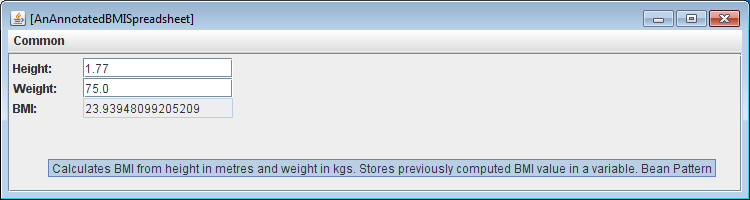 [AnAnnotatedBMISpreadsheet]
Common
Height: 1.77
Weight: 75.0
BMI: 23.93948099205209
Calculates BMI from height in metres and weight in kgs. Stores previously computed BMI value in a variable. Bean Pattern